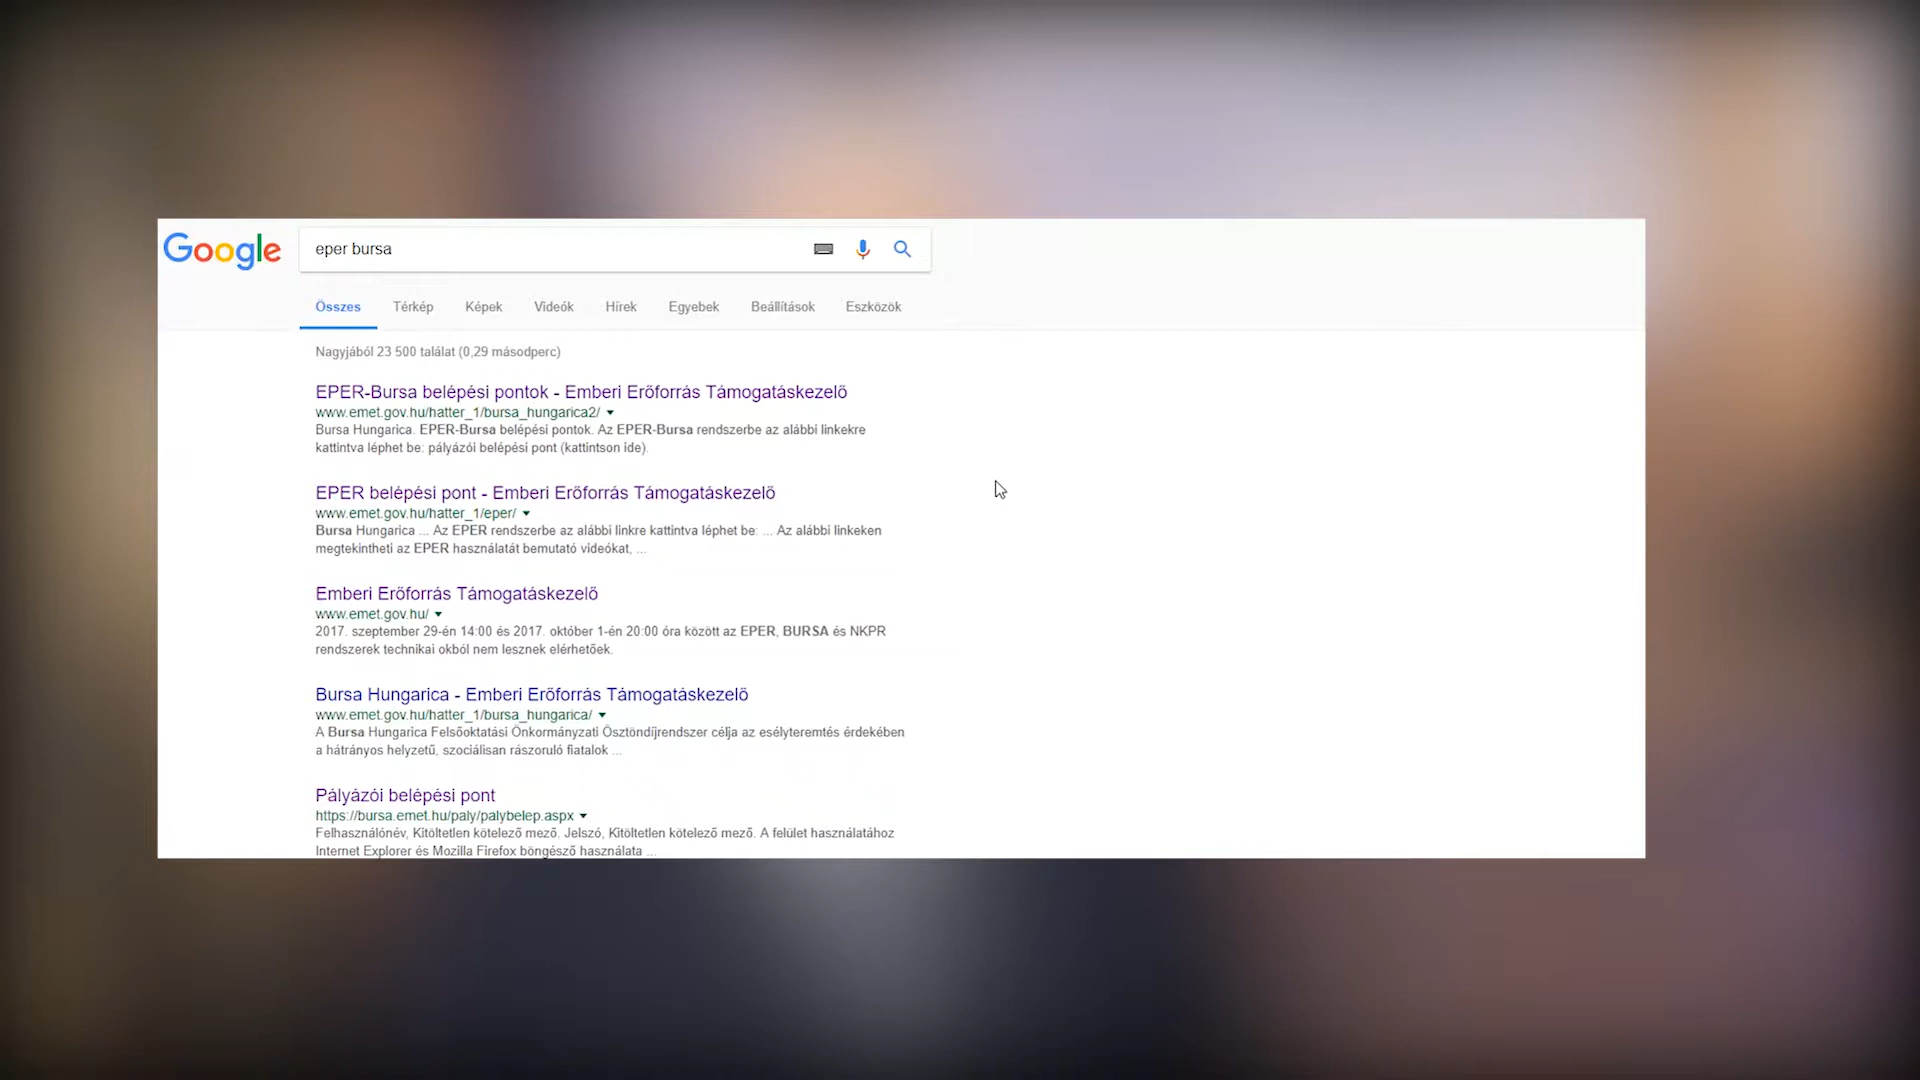 Google
eper bursa
Összes Térkép Képek Videók Hírek Egyebek Beállítások Eszközök
Nagyjából 23 500 találat (0,29 másodperc)
EPER-Bursa belépési pontok - Emberi Erőforrás Támogatáskezelő
www.emet.gov.hu/hatter_1/bursa_hungarica2/
Bursa Hungarica. EPER-Bursa belépési pontok. Az EPER-Bursa rendszerbe az alábbi linkekre
kattintva léphet be: pályázói belépési pont (kattintson ide).
EPER belépési pont - Emberi Erőforrás Támogatáskezelő
www.emet.gov.hu/hatter_1/eper/
Bursa Hungarica ... Az EPER rendszerbe az alábbi linkre kattintva léphet be: ... Az alábbi linkeken
megtekintheti az EPER használatát bemutató videókat, ...
Emberi Erőforrás Támogatáskezelő
www.emet.gov.hu/
2017. szeptember 29-én 14:00 és 2017. október 1-én 20:00 óra között az EPER, BURSA és NKPR
rendszerek technikai okból nem lesznek elérhetőek.
Bursa Hungarica - Emberi Erőforrás Támogatáskezelő
www.emet.gov.hu/hatter_1/bursa_hungarica/
A Bursa Hungarica Felsőoktatási Önkormányzati Ösztöndíjrendszer célja az esélyteremtés érdekében
a hátrányos helyzetű, szociálisan rászoruló fiatalok ...
Pályázói belépési pont
https://bursa.emet.hu/paly/palybelep.aspx
Felhasználónév, Kitöltetlen kötelező mező. Jelszó, Kitöltetlen kötelező mező. A felület használatához
Internet Explorer és Mozilla Firefox böngésző használata ...